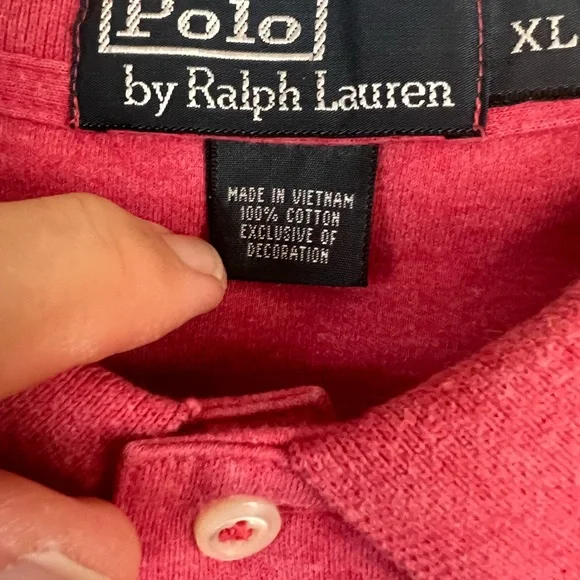 Polo
by Ralph Lauren
XL
MADE IN VIETNAM
100% COTTON
EXCLUSIVE OF
DECORATION